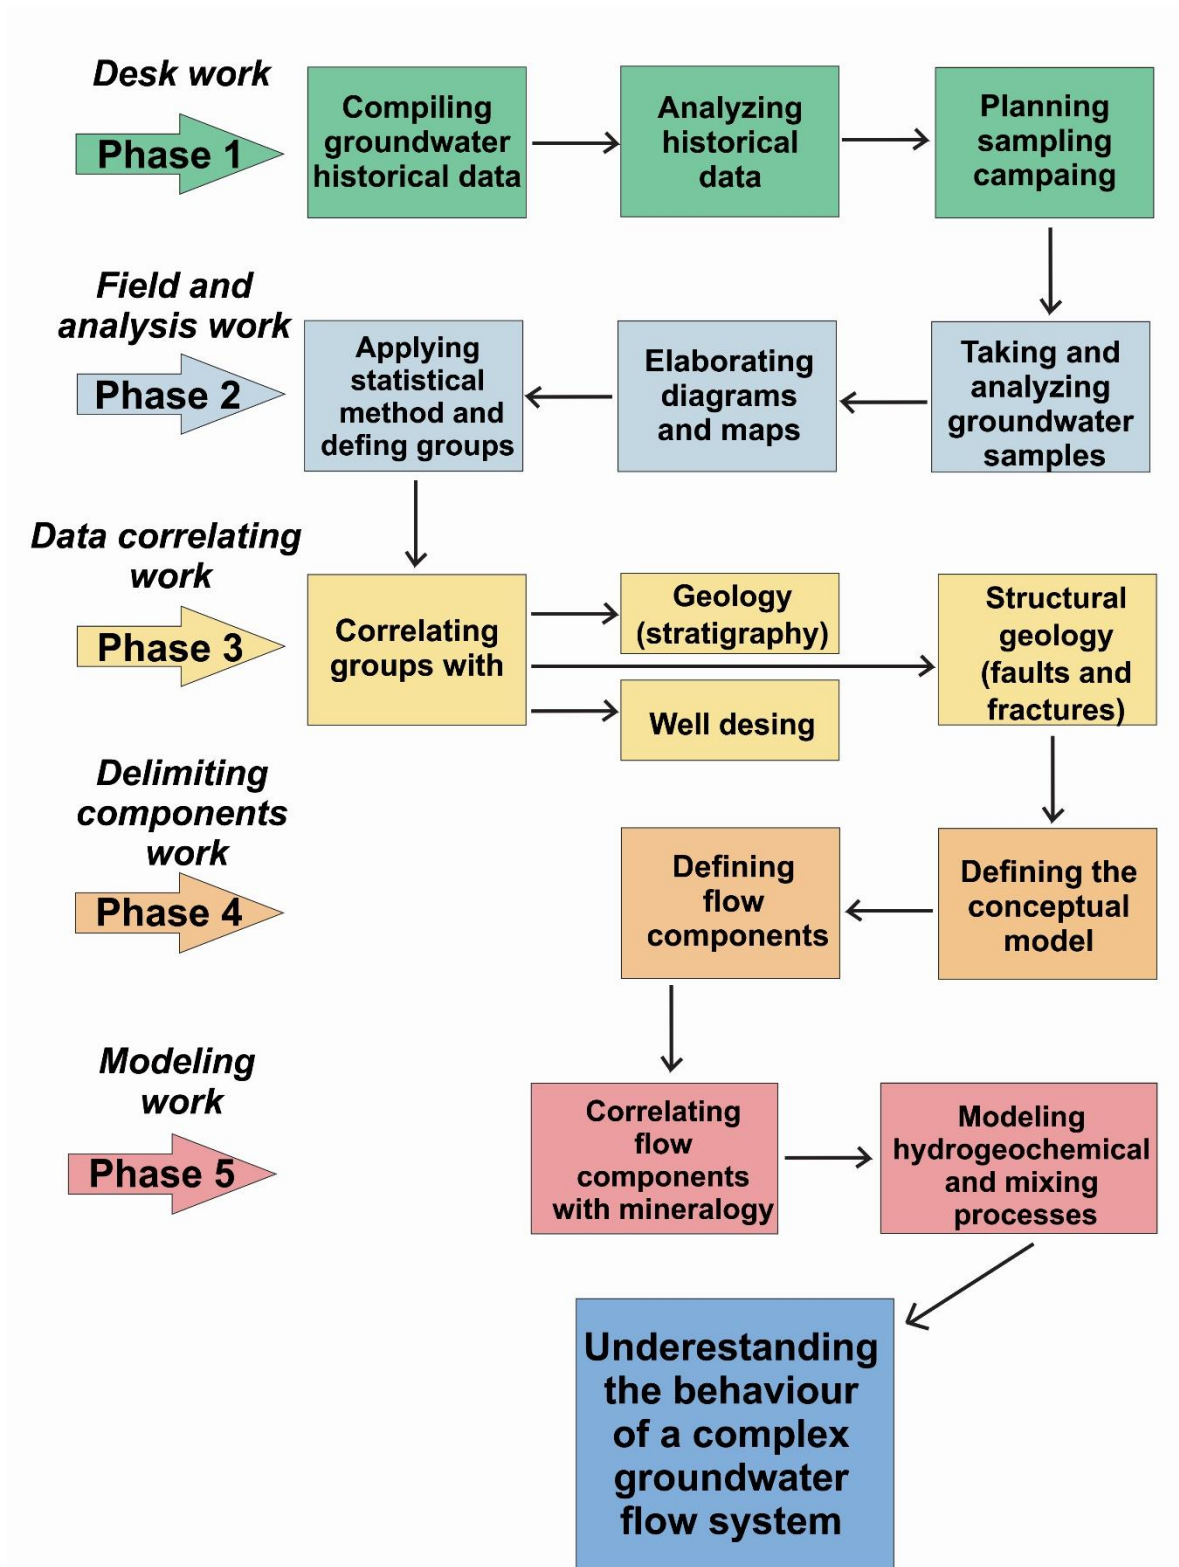 Desk work
Phase 1
Compiling
groundwater
historical data
Analyzing
historical
data
Planning
sampling
campaing
Field and
analysis work
Phase 2
Applying
statistical
method and
defing groups
Elaborating
diagrams
and maps
Taking and
analyzing
groundwater
samples
Data correlating
work
Phase 3
Correlating
groups with
Geology
(stratigraphy)
Well desing
Structural
geology
(faults and
fractures)
Delimiting
components
work
Phase 4
Defining
flow
components
Defining the
conceptual
model
Modeling
work
Phase 5
Correlating
flow
components
with mineralogy
Modeling
hydrogeochemical
and mixing
processes
Underestanding
the behaviour
of a complex
groundwater
flow system